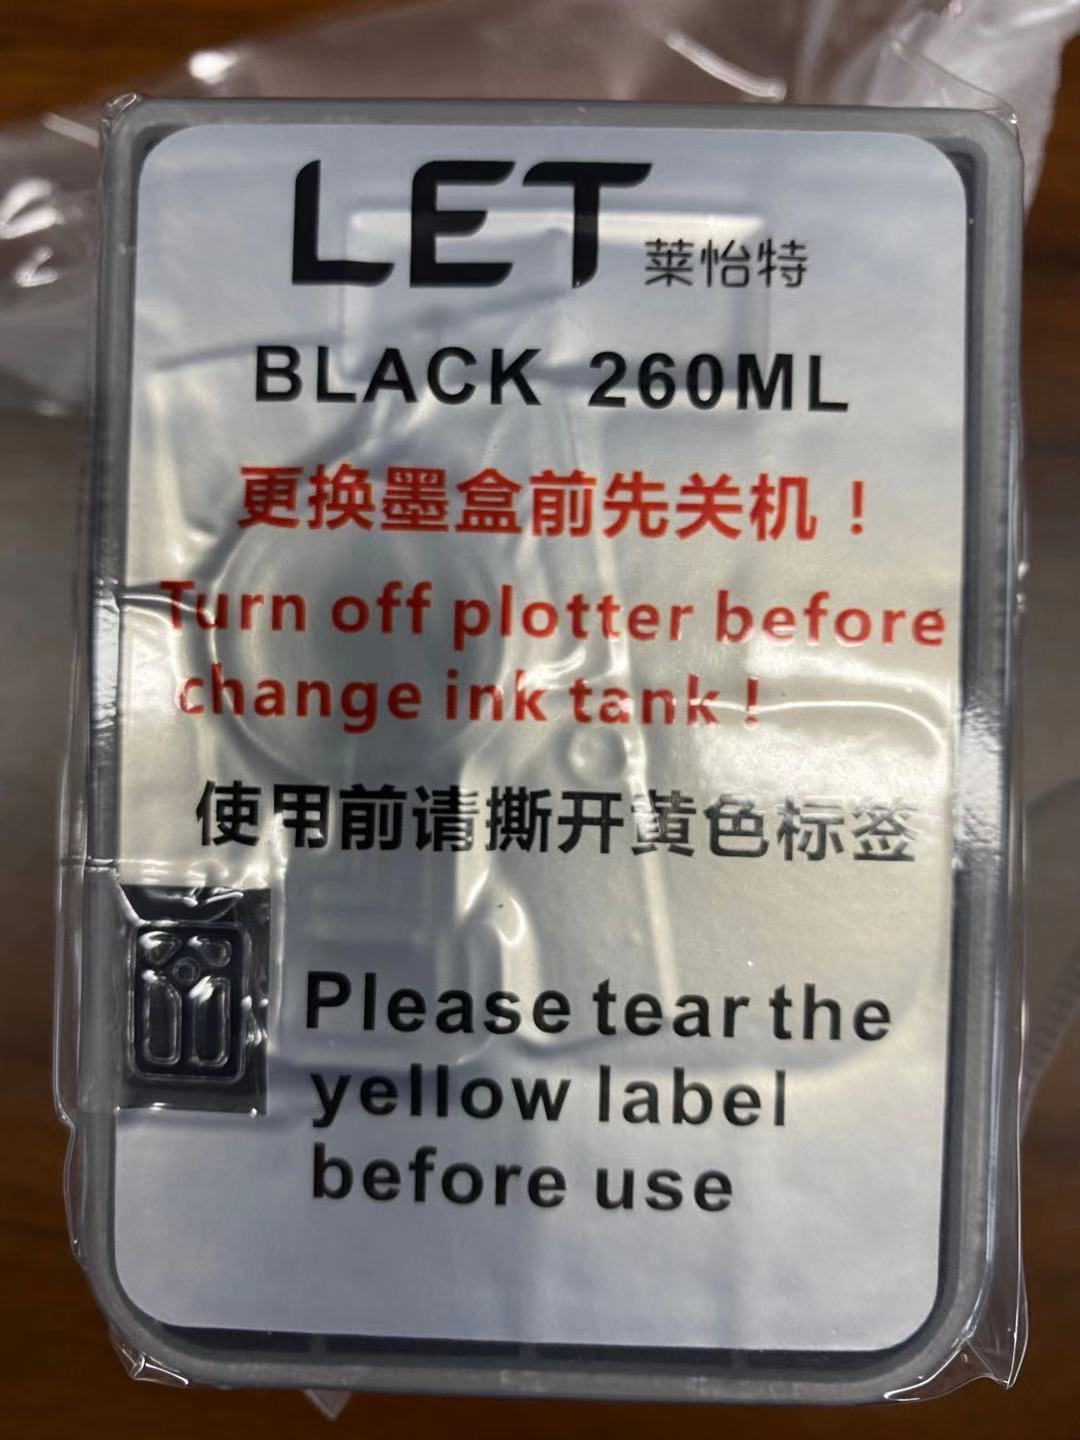 LET 莱怡特
BLACK 260ML
更换墨盒前先关机！
Turn off plotter before
change ink tank！
使用前请撕开黄色标签
Please tear the
yellow label
before use